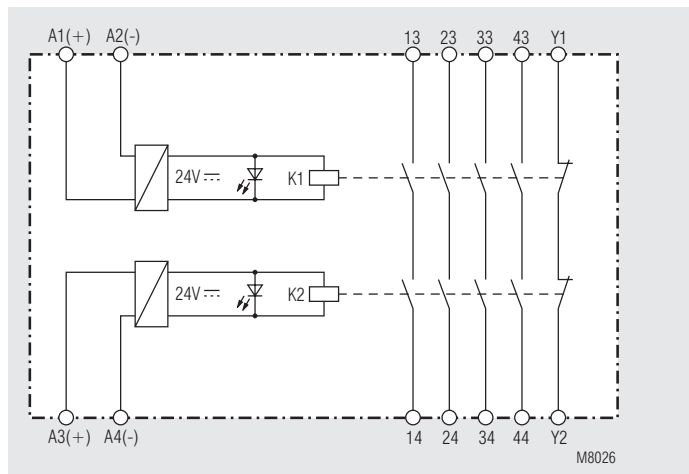 A1(+) A2(-) 13 23 33 43 Y1
24V K1
24V K2
A3(+) A4(-) 14 24 34 44 Y2
M8026